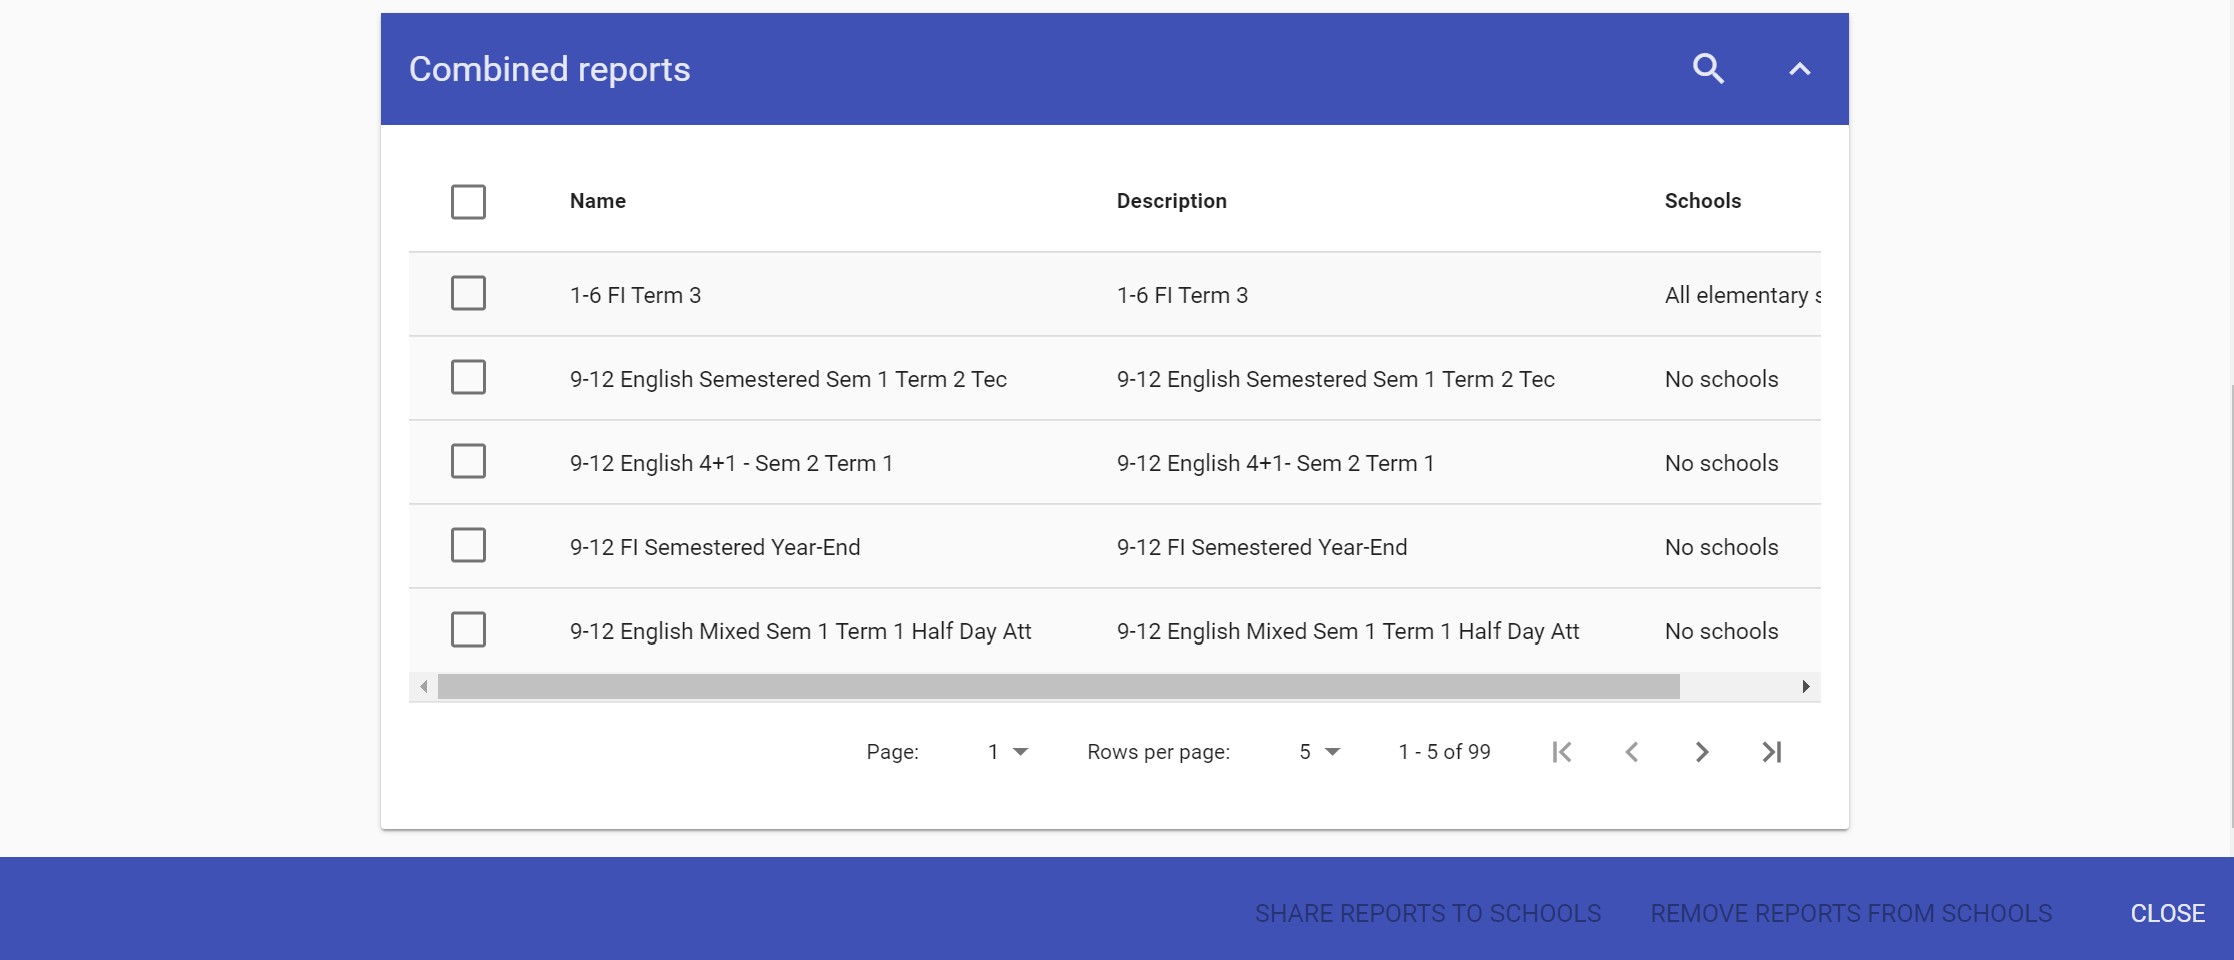 Combined reports
Name Description Schools
1-6 FI Term 3 1-6 FI Term 3 All elementary s
9-12 English Semestered Sem 1 Term 2 Tec 9-12 English Semestered Sem 1 Term 2 Tec No schools
9-12 English 4+1 - Sem 2 Term 1 9-12 English 4+1- Sem 2 Term 1 No schools
9-12 FI Semestered Year-End 9-12 FI Semestered Year-End No schools
9-12 English Mixed Sem 1 Term 1 Half Day Att 9-12 English Mixed Sem 1 Term 1 Half Day Att No schools
Page: 1 Rows per page: 5 1 - 5 of 99
SHARE REPORTS TO SCHOOLS REMOVE REPORTS FROM SCHOOLS CLOSE